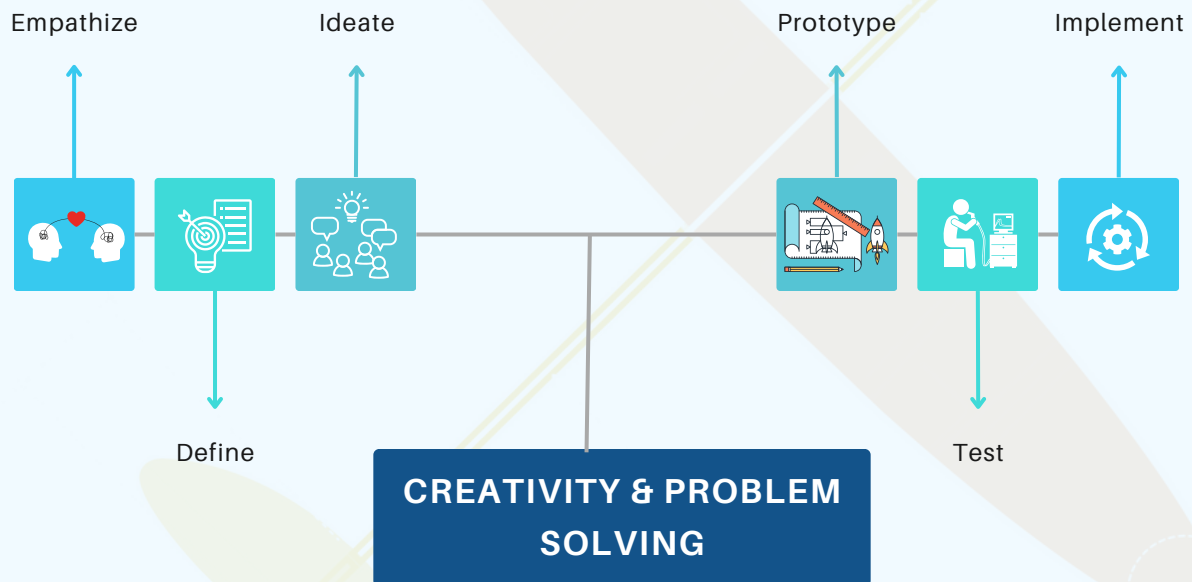 Empathize
Ideate
Prototype
Implement
Define
Test
CREATIVITY & PROBLEM
SOLVING